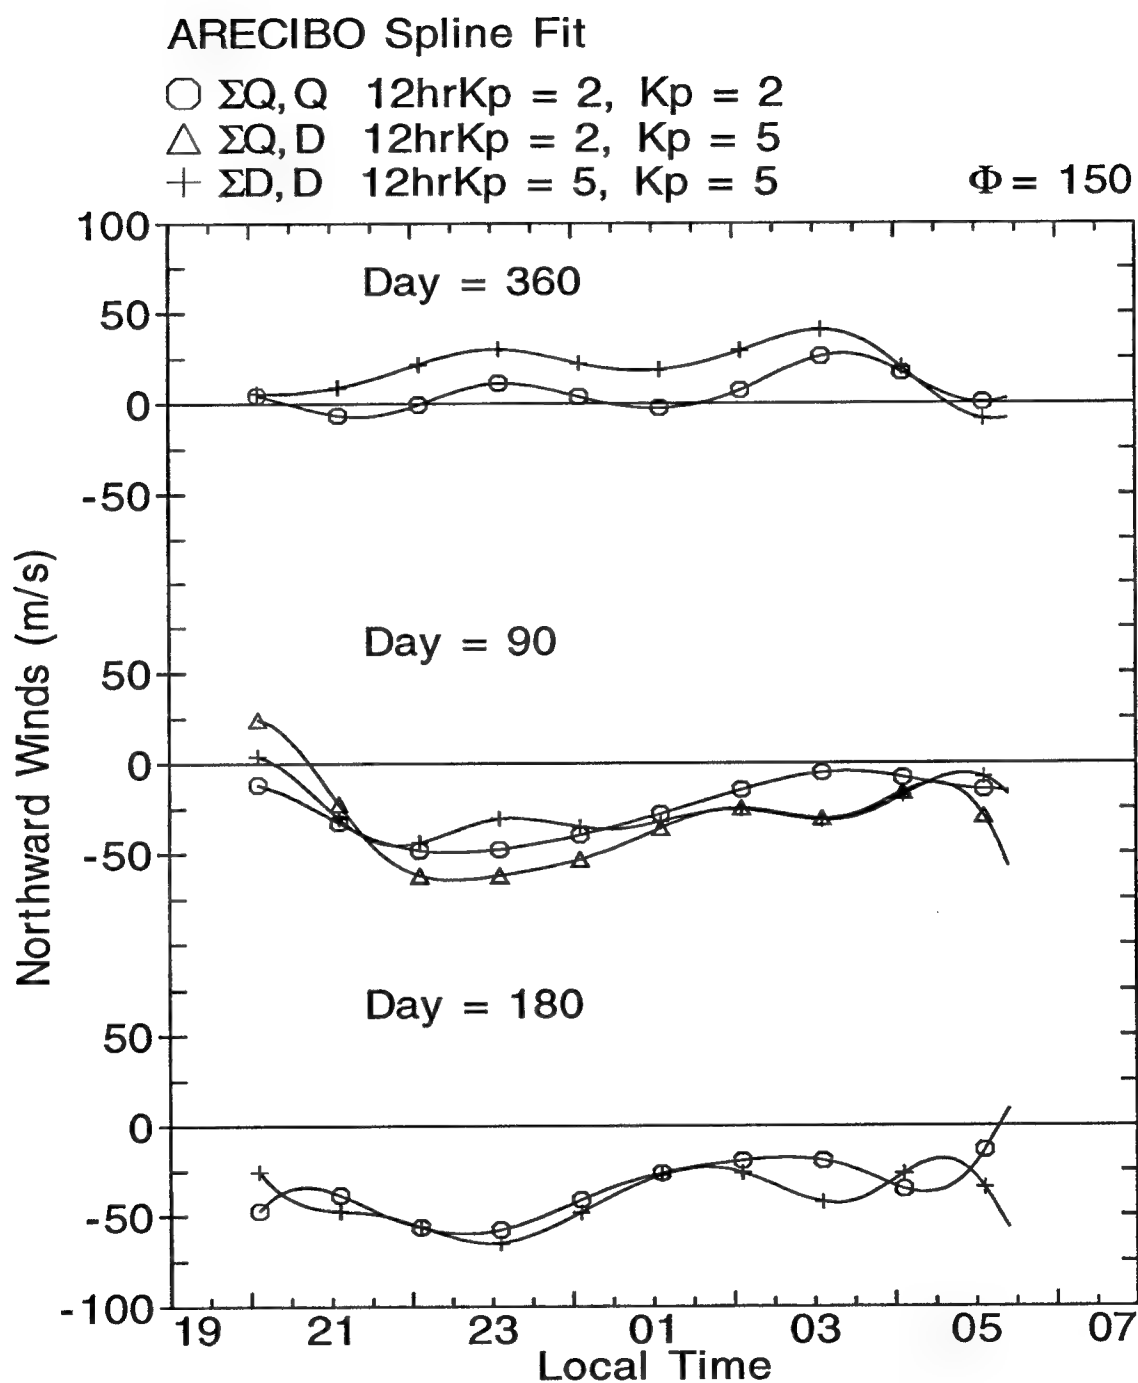 ARECIBO Spline Fit
ΣQ, Q 12hrKp = 2, Kp = 2
ΣQ, D 12hrKp = 2, Kp = 5
ΣD, D 12hrKp = 5, Kp = 5
Φ = 150
100
Day = 360
50
0
-50
Day = 90
50
0
-50
Day = 180
50
0
-50
-100
19 21 23 01 03 05 07
Local Time
Northward Winds (m/s)